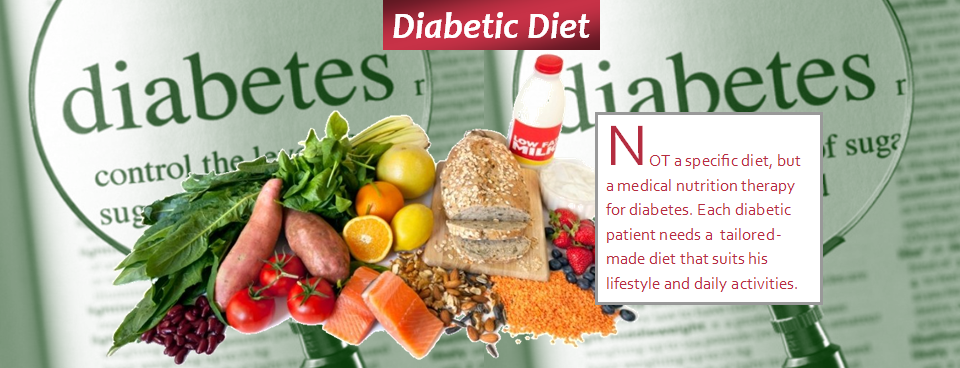 Diabetic Diet
diabetes
control the
sug
LOW FAT
MILK
diabetes
of suga
NOT a specific diet, but
a medical nutrition therapy
for diabetes. Each diabetic
patient needs a tailored-
made diet that suits his
lifestyle and daily activities.